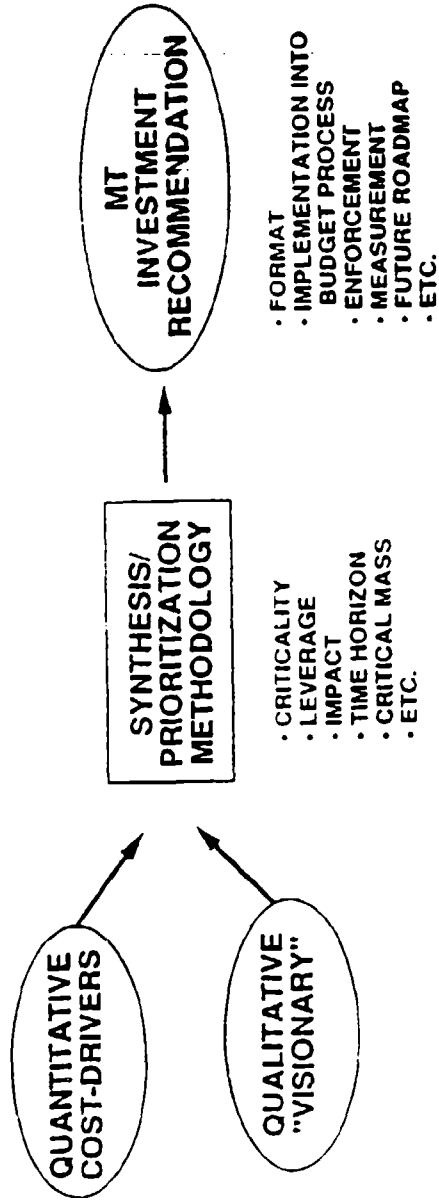 QUANTITATIVE
COST-DRIVERS
QUALITATIVE
"VISIONARY"
SYNTHESIS/
PRIORITIZATION
METHODOLOGY
• CRITICALITY
• LEVERAGE
• IMPACT
• TIME HORIZON
• CRITICAL MASS
• ETC.
MT
INVESTMENT
RECOMMENDATION
• FORMAT
• IMPLEMENTATION INTO
BUDGET PROCESS
• ENFORCEMENT
• MEASUREMENT
• FUTURE ROADMAP
• ETC.